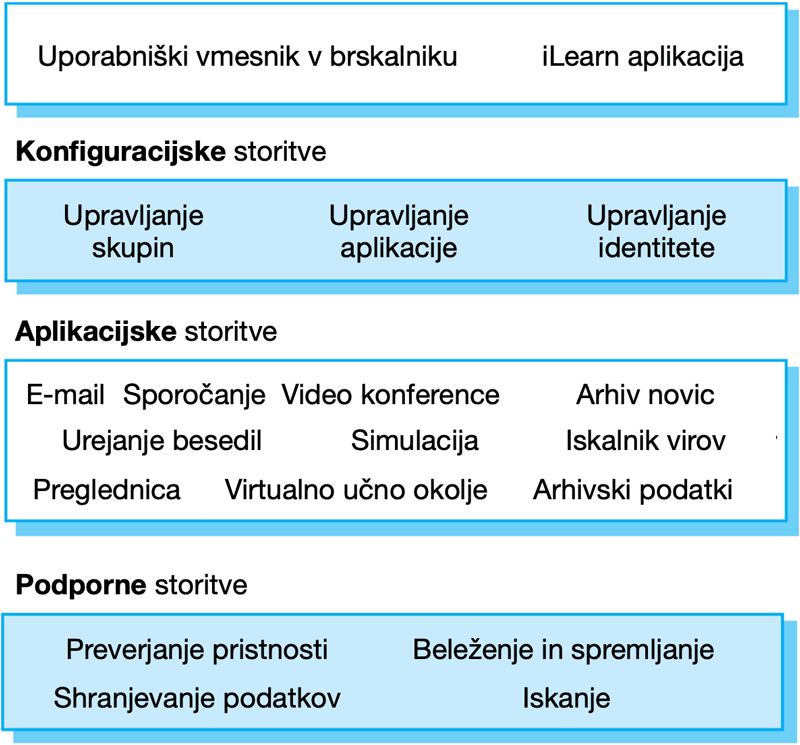 Uporabniški vmesnik v brskalniku iLearn aplikacija
Konfiguracijske storitve
Upravljanje skupin
Upravljanje aplikacije
Upravljanje identitete
Aplikacijske storitve
E-mail Sporočanje Video konference Arhiv novic
Urejanje besedil Simulacija Iskalnik virov
Preglednica Virtualno učno okolje Arhivski podatki
Podporne storitve
Preverjanje pristnosti Beleženje in spremljanje
Shranjevanje podatkov Iskanje